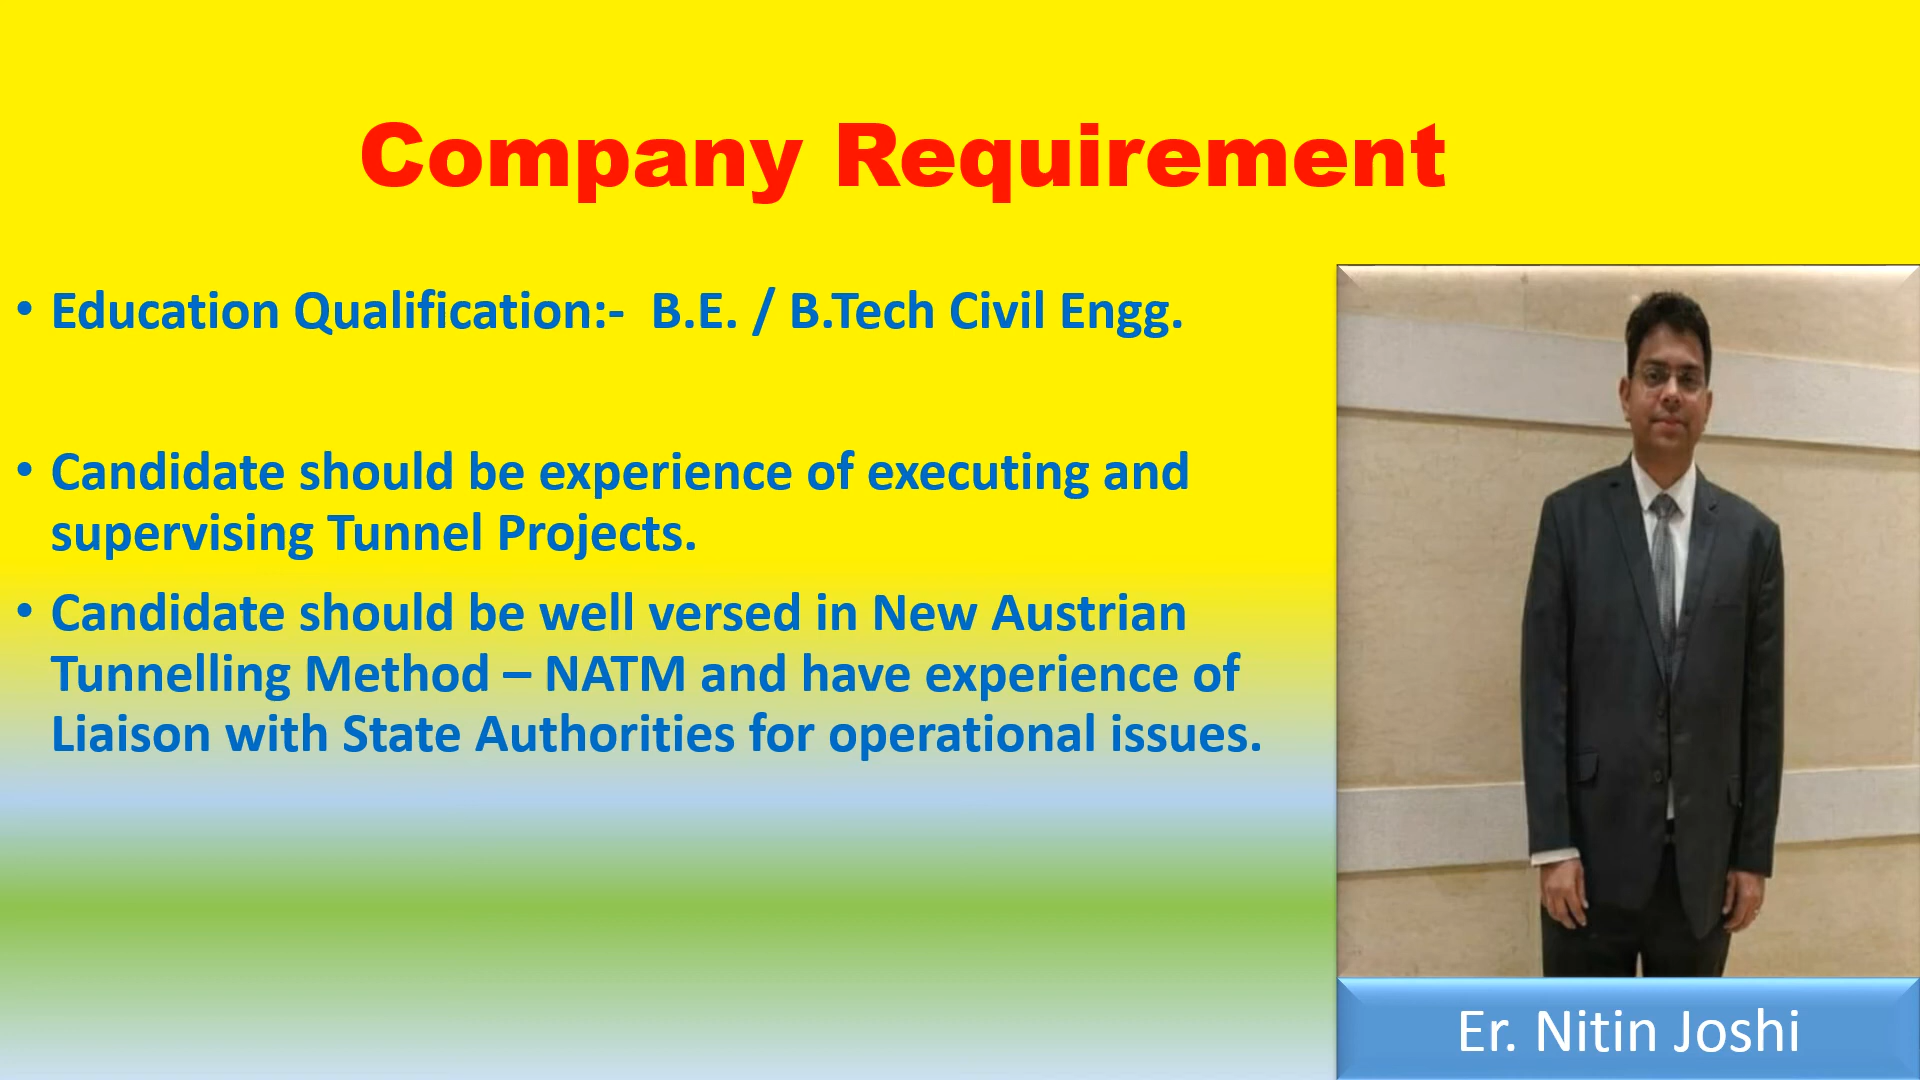 Company Requirement
• Education Qualification:-  B.E. / B.Tech Civil Engg.
• Candidate should be experience of executing and
supervising Tunnel Projects.
• Candidate should be well versed in New Austrian
Tunnelling Method – NATM and have experience of
Liaison with State Authorities for operational issues.
Er. Nitin Joshi